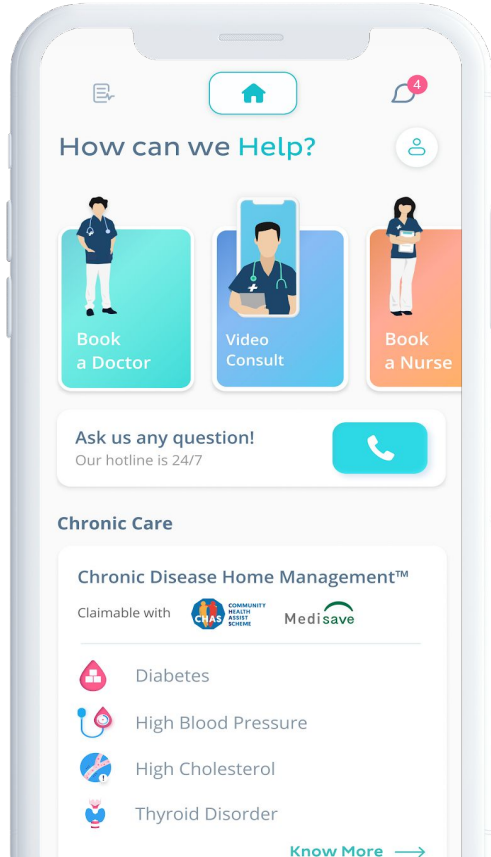 4
How can we Help?
Book
a Doctor
Video
Consult
Book
a Nurse
Ask us any question!
Our hotline is 24/7
Chronic Care
Chronic Disease Home Management™
Claimable with
CHAS
COMMUNITY
HEALTH
ASSIST
SCHEME
Medisave
Diabetes
High Blood Pressure
High Cholesterol
Thyroid Disorder
Know More